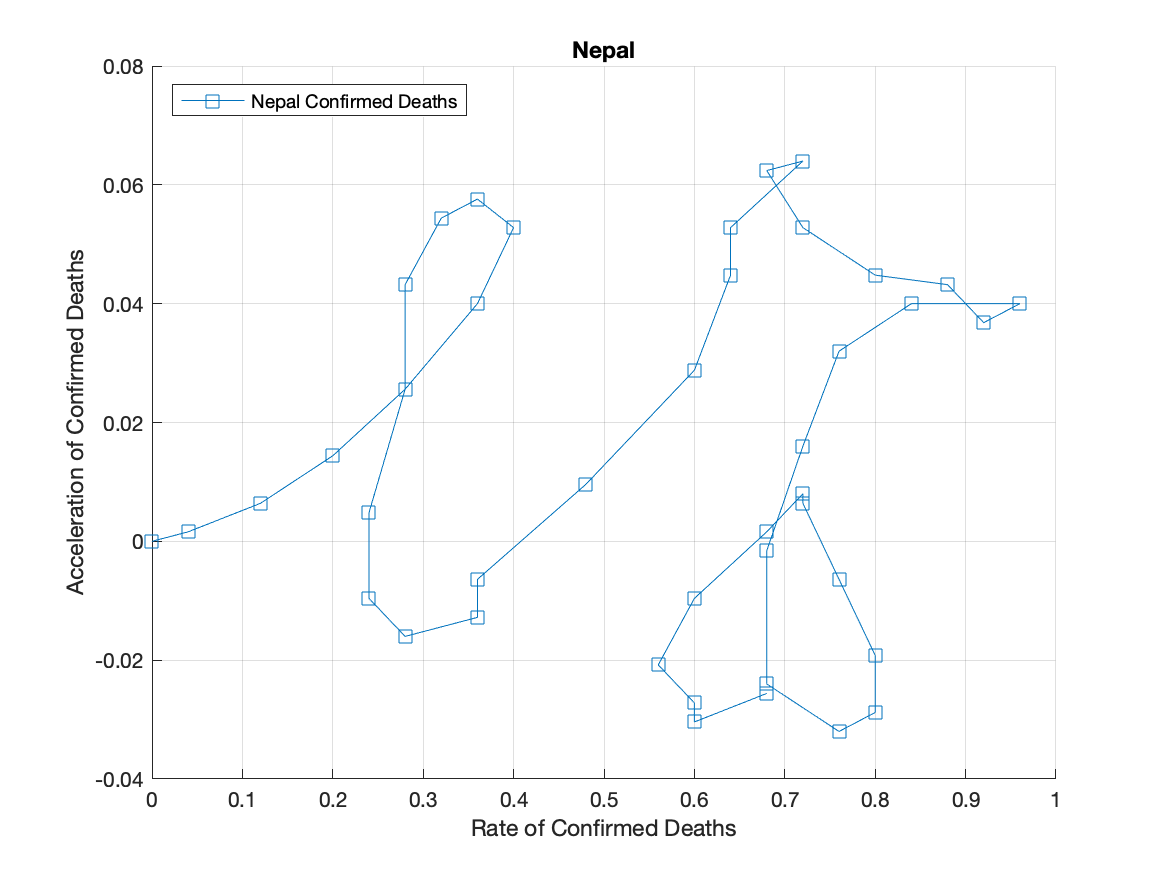 Nepal
0.08
Nepal Confirmed Deaths
0.06
0.04
0.02
0
-0.02
-0.04
Acceleration of Confirmed Deaths
0 0.1 0.2 0.3 0.4 0.5 0.6 0.7 0.8 0.9 1
Rate of Confirmed Deaths